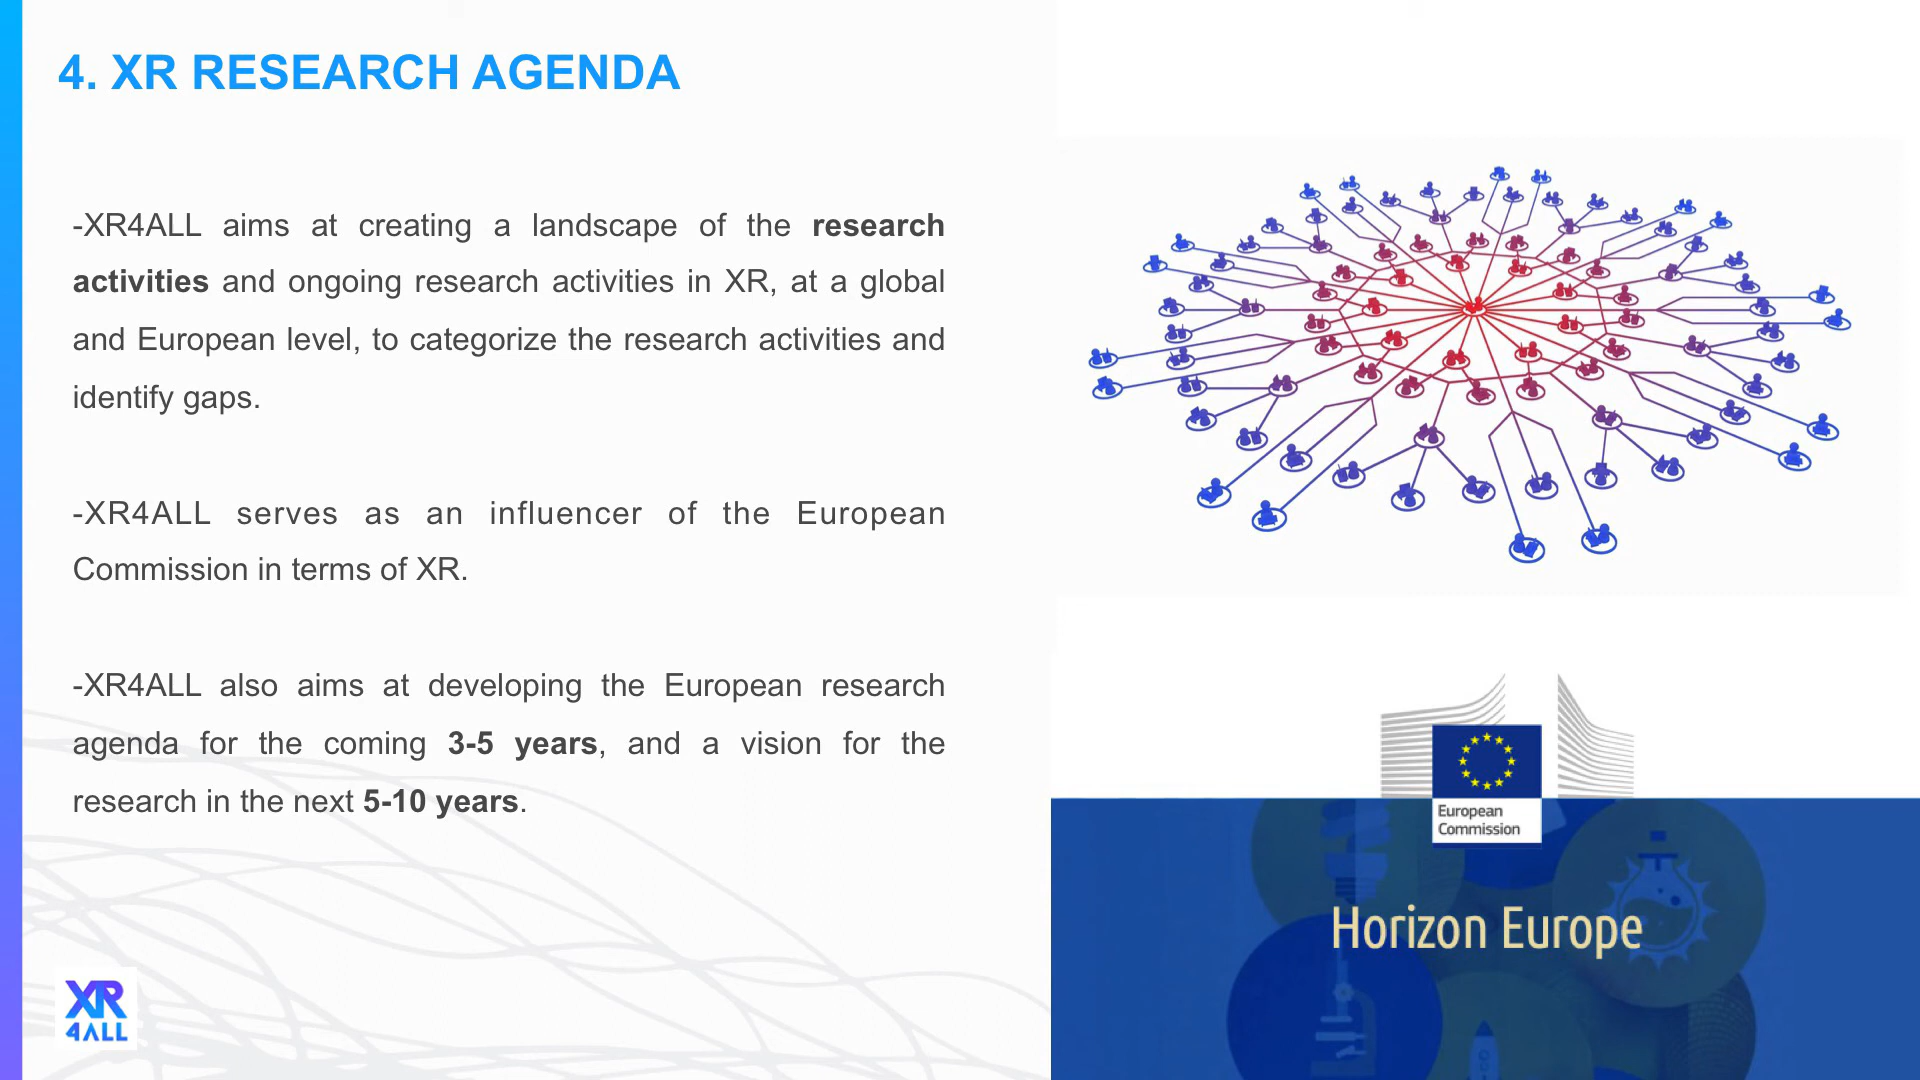 4. XR RESEARCH AGENDA
-XR4ALL aims at creating a landscape of the research
activities and ongoing research activities in XR, at a global
and European level, to categorize the research activities and
identify gaps.
-XR4ALL serves as an influencer of the European
Commission in terms of XR.
-XR4ALL also aims at developing the European research
agenda for the coming 3-5 years, and a vision for the
research in the next 5-10 years.
XR
4ALL
European
Commission
Horizon Europe